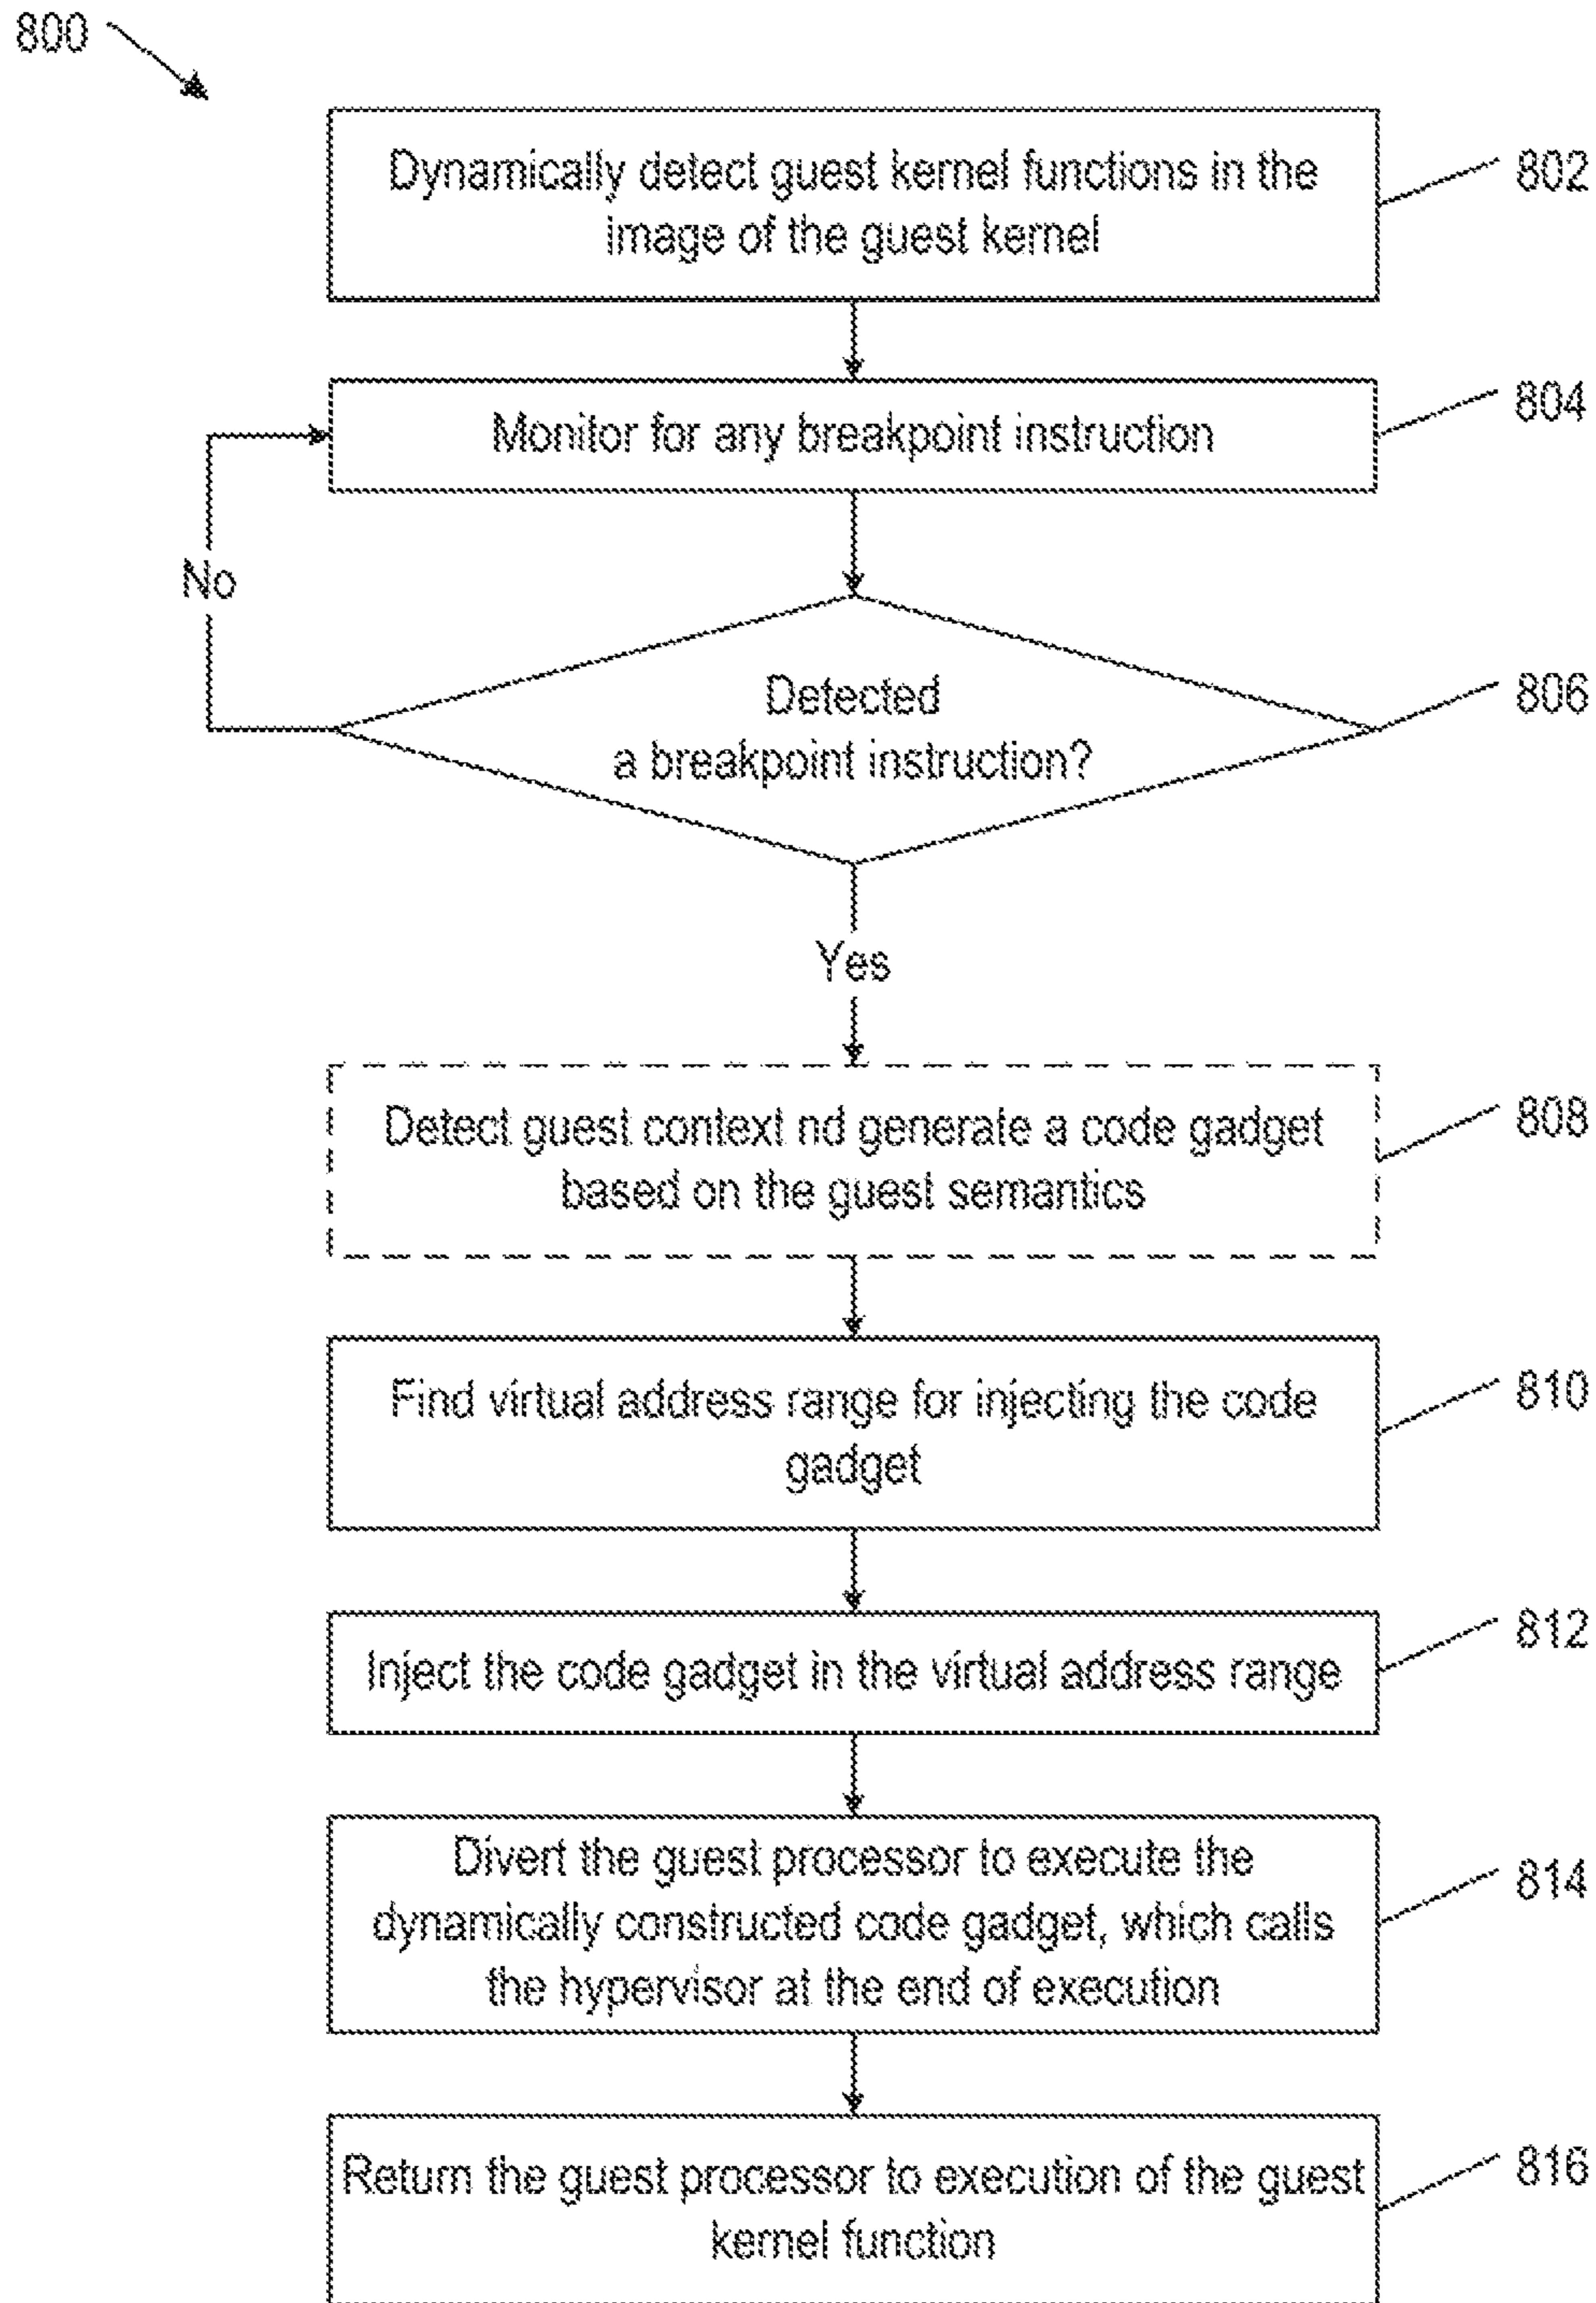 800
Dynamically detect guest kernel functions in the
image of the guest kernel
802
Monitor for any breakpoint instruction
804
No
Detected
a breakpoint instruction?
806
Yes
Detect guest context nd generate a code gadget
based on the guest semantics
808
Find virtual address range for injecting the code
gadget
810
Inject the code gadget in the virtual address range
812
Divert the guest processor to execute the
dynamically constructed code gadget, which calls
the hypervisor at the end of execution
814
Return the guest processor to execution of the guest
kernel function
816